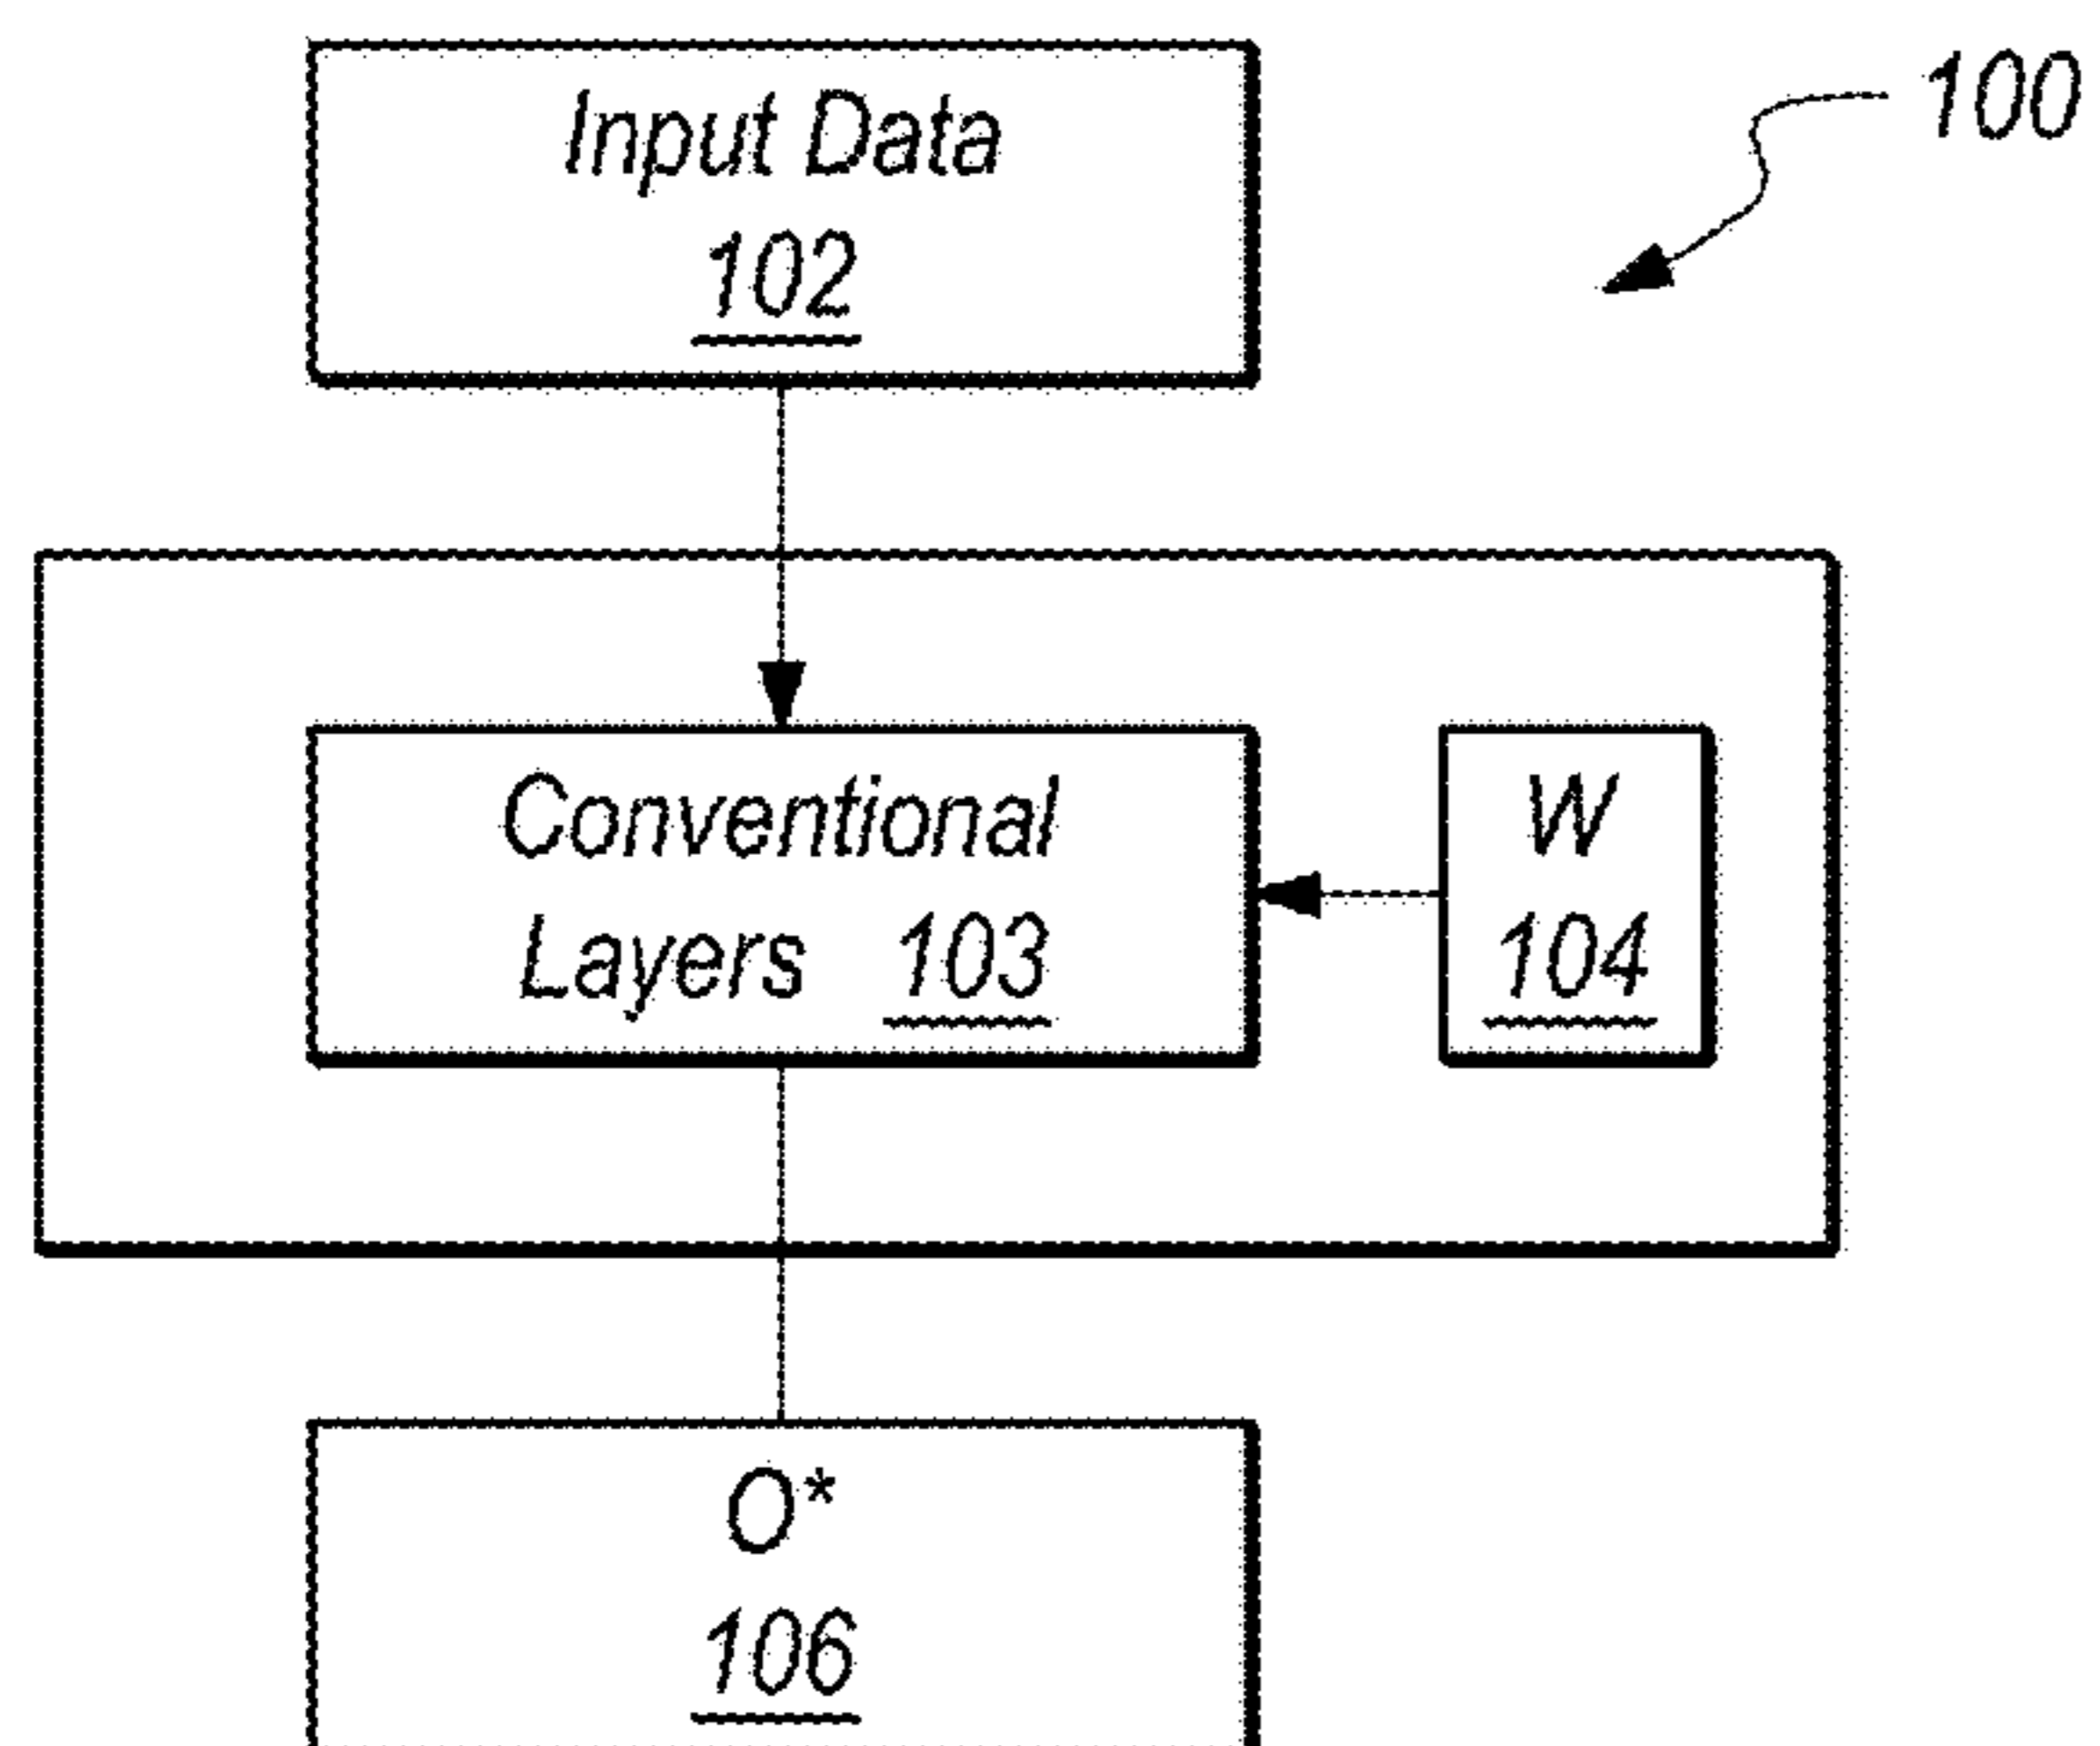 100
Input Data
102
Conventional
Layers 103
W
104
O*
106